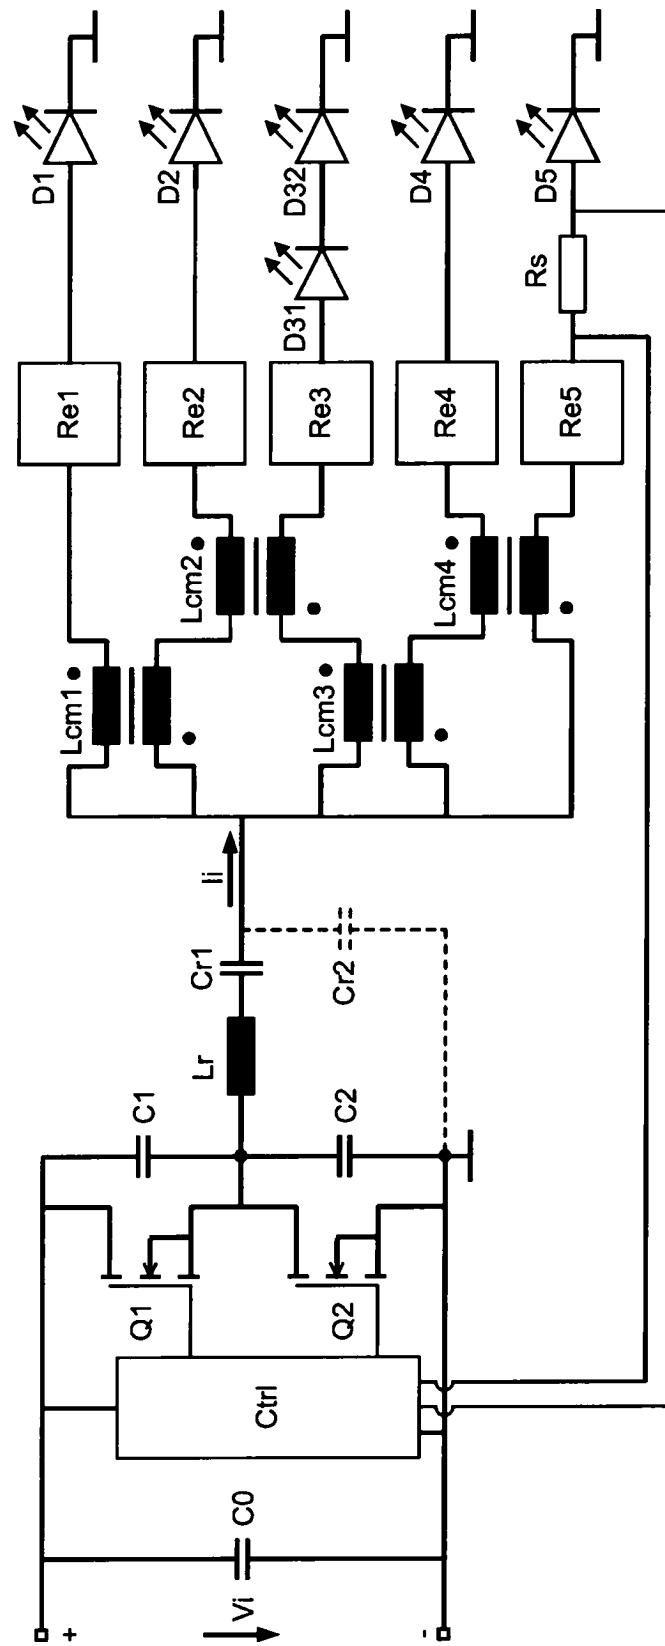 D1
D2
D32
D4
D5
D31
Rs
Re1
Re2
Re3
Re4
Re5
Lcm2
Lcm4
Lcm1
Lcm3
Ii
Cr1
Cr2
Lr
C1
C2
Q1
Q2
Ctrl
C0
Vi
+
-